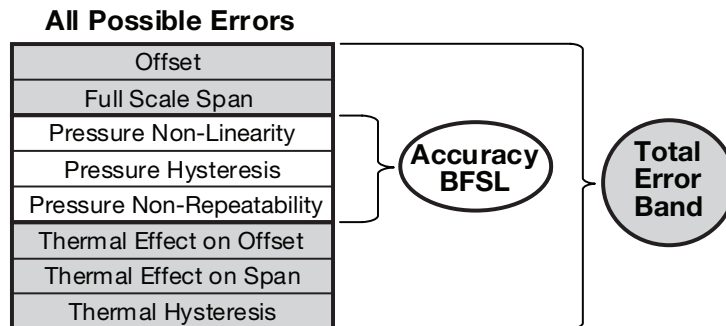 All Possible Errors
Offset
Full Scale Span
Pressure Non-Linearity
Pressure Hysteresis
Pressure Non-Repeatability
Thermal Effect on Offset
Thermal Effect on Span
Thermal Hysteresis
Accuracy
BFSL
Total
Error
Band